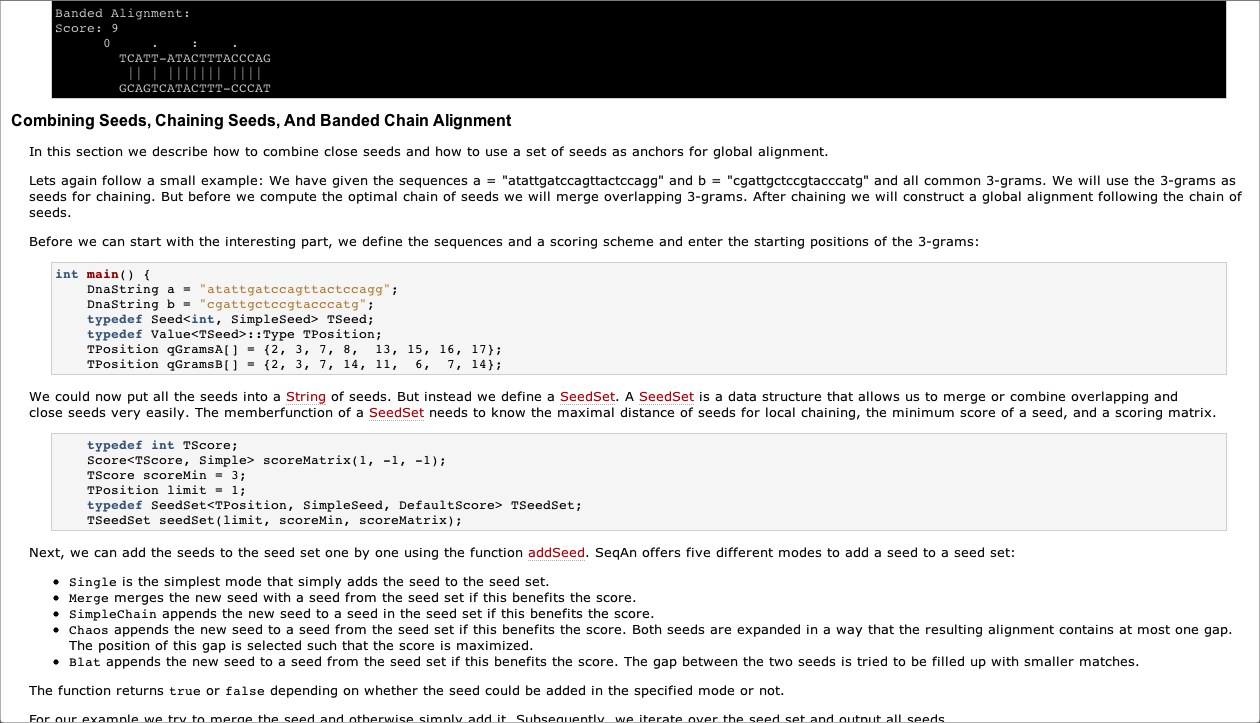 Banded Alignment:
Score: 9
0     .    :    .
TCATT-ATACTTTACCCAG
|| | ||||||| ||||
GCAGTCATACTTT-CCCAT
Combining Seeds, Chaining Seeds, And Banded Chain Alignment
In this section we describe how to combine close seeds and how to use a set of seeds as anchors for global alignment.
Lets again follow a small example: We have given the sequences a = "atattgatccagttactccagg" and b = "cgattgctccgtacccatg" and all common 3-grams. We will use the 3-grams as
seeds for chaining. But before we compute the optimal chain of seeds we will merge overlapping 3-grams. After chaining we will construct a global alignment following the chain of
seeds.
Before we can start with the interesting part, we define the sequences and a scoring scheme and enter the starting positions of the 3-grams:
int main() {
DnaString a = "atattgatccagttactccagg";
DnaString b = "cgattgctccgtacccatg";
typedef Seed<int, SimpleSeed> TSeed;
typedef Value<TSeed>::Type TPosition;
TPosition qGramsA[] = {2, 3, 7, 8,  13, 15, 16, 17};
TPosition qGramsB[] = {2, 3, 7, 14, 11,  6,  7, 14};
We could now put all the seeds into a String of seeds. But instead we define a SeedSet. A SeedSet is a data structure that allows us to merge or combine overlapping and
close seeds very easily. The memberfunction of a SeedSet needs to know the maximal distance of seeds for local chaining, the minimum score of a seed, and a scoring matrix.
typedef int TScore;
Score<TScore, Simple> scoreMatrix(1, -1, -1);
TScore scoreMin = 3;
TPosition limit = 1;
typedef SeedSet<TPosition, SimpleSeed, DefaultScore> TSeedSet;
TSeedSet seedSet(limit, scoreMin, scoreMatrix);
Next, we can add the seeds to the seed set one by one using the function addSeed. SeqAn offers five different modes to add a seed to a seed set:
• Single is the simplest mode that simply adds the seed to the seed set.
• Merge merges the new seed with a seed from the seed set if this benefits the score.
• SimpleChain appends the new seed to a seed in the seed set if this benefits the score.
• Chaos appends the new seed to a seed from the seed set if this benefits the score. Both seeds are expanded in a way that the resulting alignment contains at most one gap.
The position of this gap is selected such that the score is maximized.
• Blat appends the new seed to a seed from the seed set if this benefits the score. The gap between the two seeds is tried to be filled up with smaller matches.
The function returns true or false depending on whether the seed could be added in the specified mode or not.
For our example we try to merge the seed and otherwise simply add it. Subsequently, we iterate over the seed set and output all seeds.